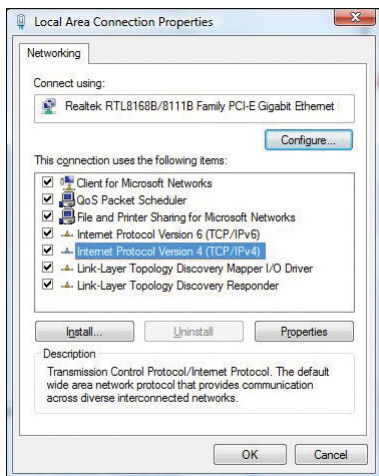 Local Area Connection Properties
Networking
Connect using:
Realtek RTL8168B/8111B Family PCI-E Gigabit Ethernet
Configure...
This connection uses the following items:
Client for Microsoft Networks
QoS Packet Scheduler
File and Printer Sharing for Microsoft Networks
Internet Protocol Version 6 (TCP/IPv6)
Internet Protocol Version 4 (TCP/IPv4)
Link-Layer Topology Discovery Mapper I/O Driver
Link-Layer Topology Discovery Responder
Install... Uninstall Properties
Description
Transmission Control Protocol/Internet Protocol. The default
wide area network protocol that provides communication
across diverse interconnected networks.
OK Cancel